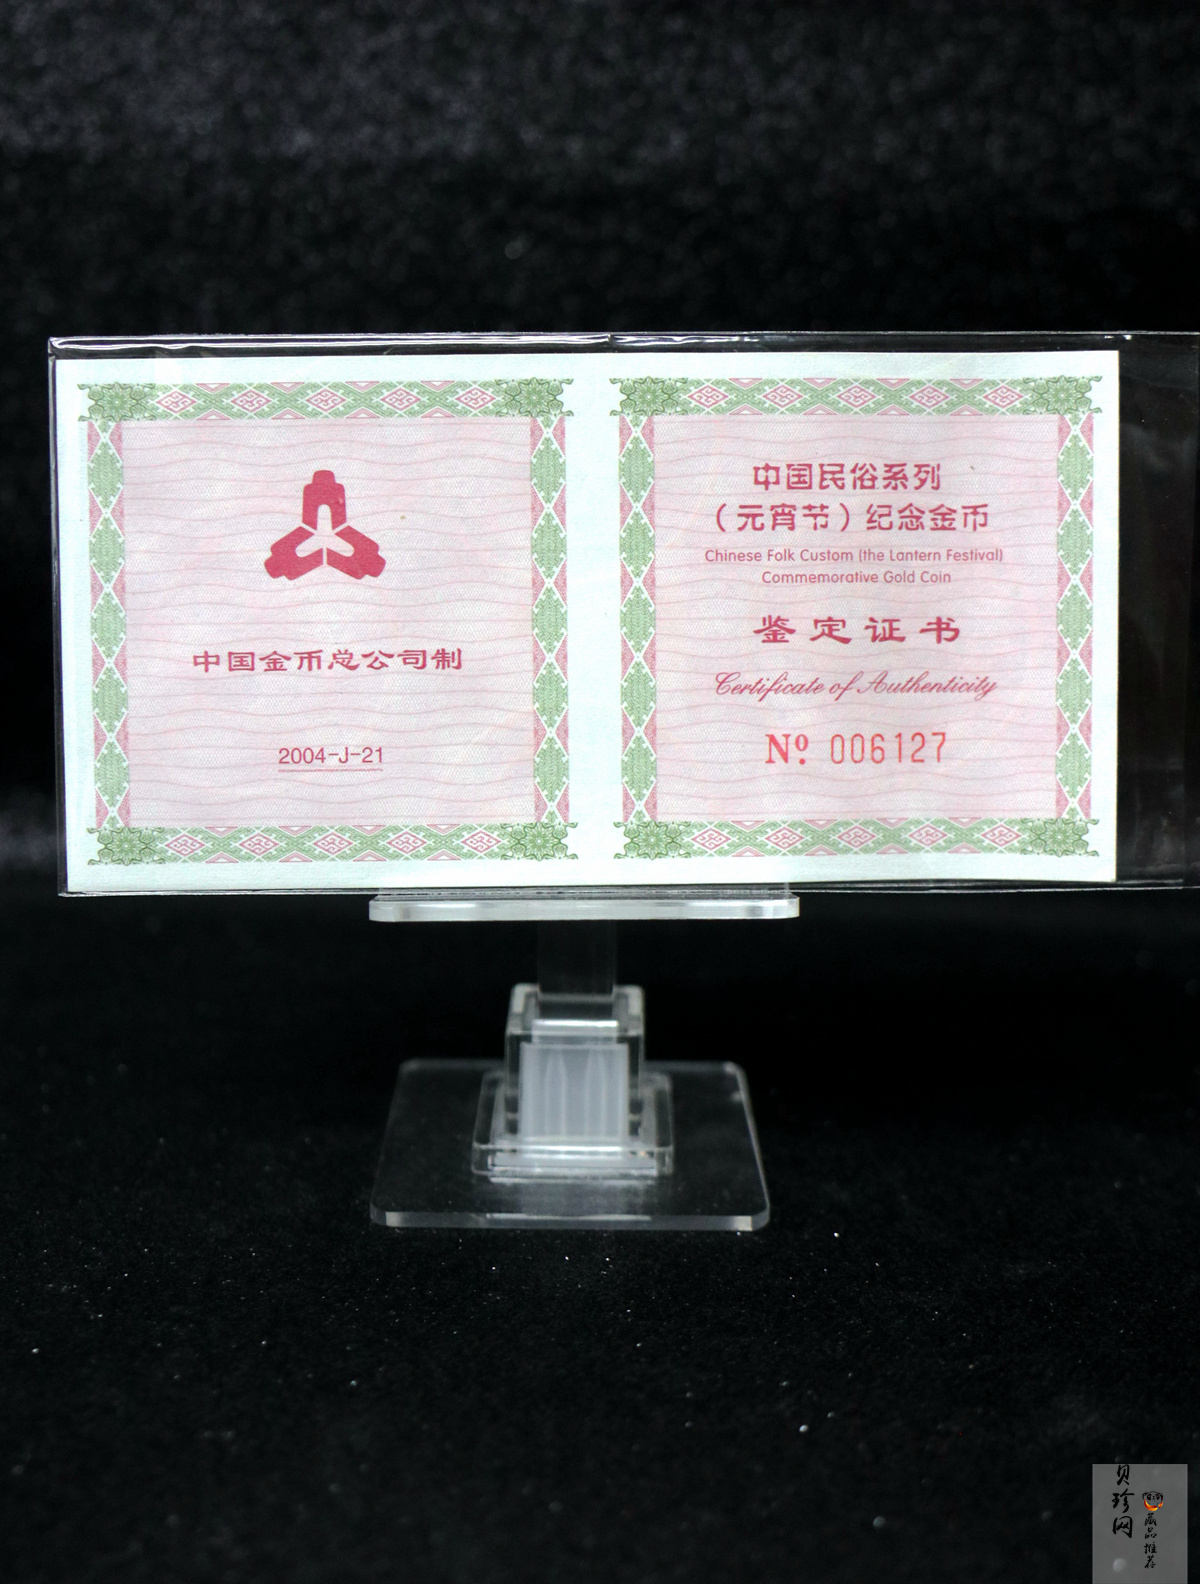 中国金币总公司制
2004-J-21
中国民俗系列
（元宵节）纪念金币
Chinese Folk Custom (the Lantern Festival)
Commemorative Gold Coin
鉴定证书
Certificate of Authenticity
Nº 006127
贝珍网
藏品推荐